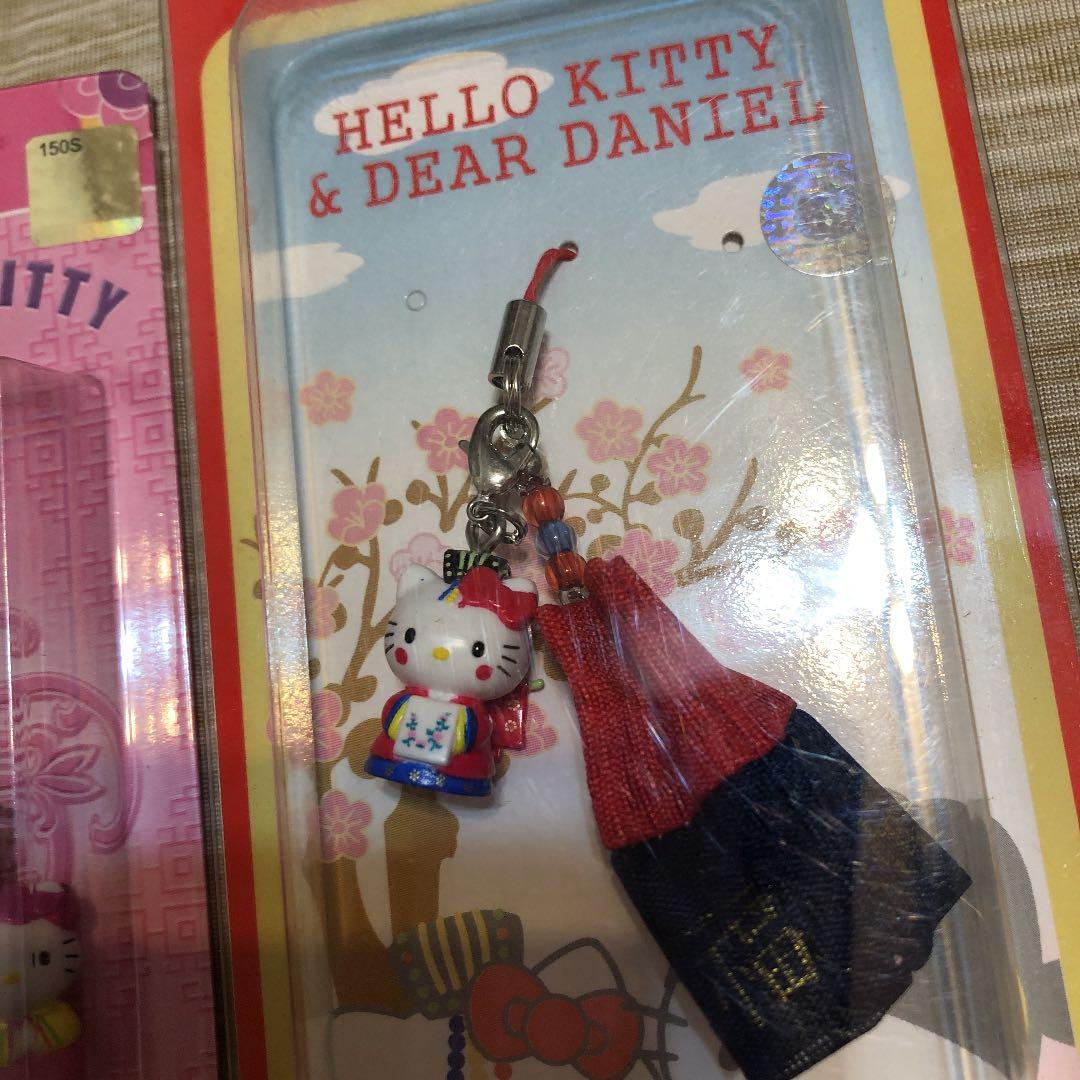 150S
ITTY
HELLO KITTY
& DEAR DANIEL